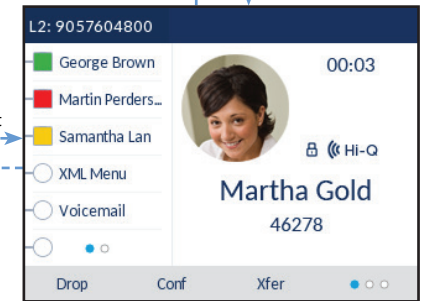 L2: 9057604800
George Brown
Martin Perders...
Samantha Lan
XML Menu
Voicemail
00:03
Hi-Q
Martha Gold
46278
Drop Conf Xfer